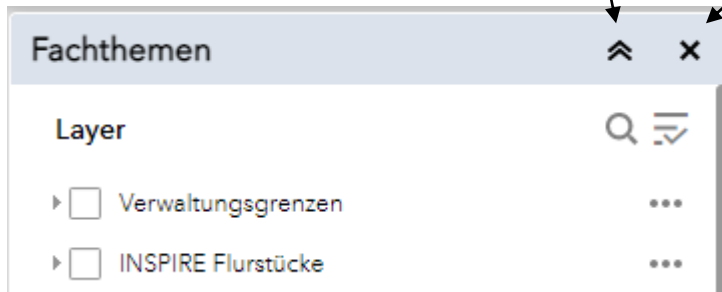 Fachthemen
Layer
Verwaltungsgrenzen
INSPIRE Flurstücke